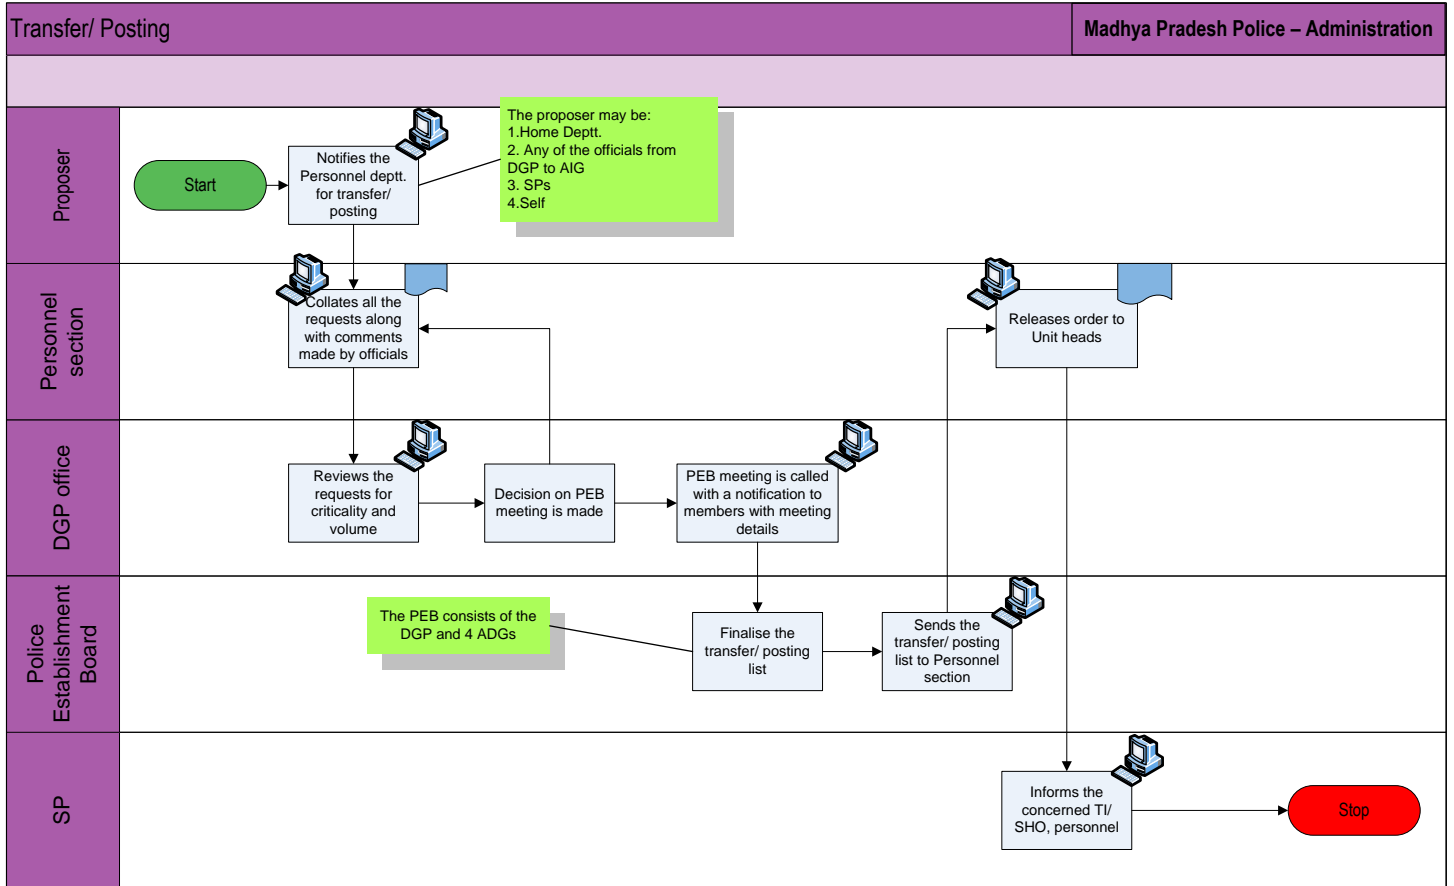 Transfer/ Posting
Madhya Pradesh Police – Administration
Proposer
Start
Notifies the
Personnel deptt.
for transfer/
posting
The proposer may be:
1.Home Deptt.
2. Any of the officials from
DGP to AIG
3. SPs
4.Self
Personnel
section
Collates all the
requests along
with comments
made by officials
Releases order to
Unit heads
DGP office
Reviews the
requests for
criticality and
volume
Decision on PEB
meeting is made
PEB meeting is called
with a notification to
members with meeting
details
Police
Establishment
Board
The PEB consists of the
DGP and 4 ADGs
Finalise the
transfer/ posting
list
Sends the
transfer/ posting
list to Personnel
section
SP
Informs the
concerned TI/
SHO, personnel
Stop